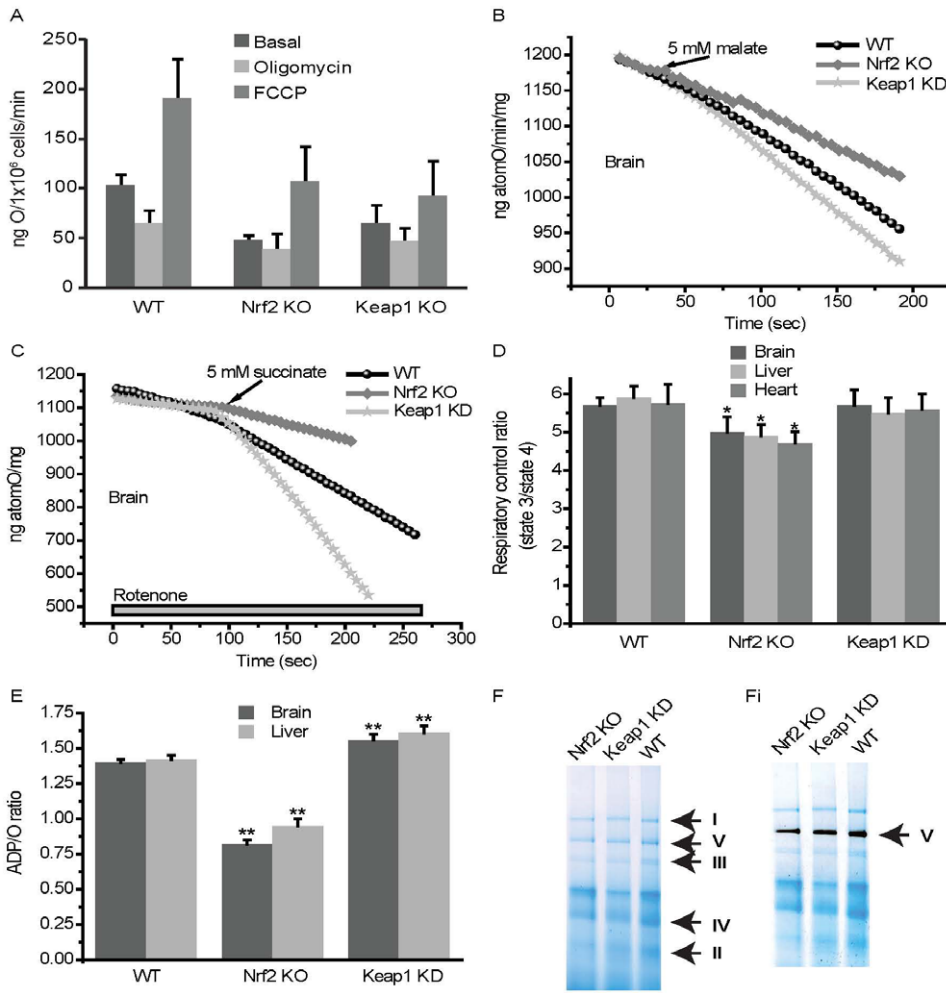 A
250
200
150
100
50
0
ng O/1x10⁶ cells/min
Basal
Oligomycin
FCCP
WT
Nrf2 KO
Keap1 KO
B
1200
1150
1100
1050
1000
950
900
ng atomO/min/mg
5 mM malate
WT
Nrf2 KO
Keap1 KD
Brain
0 50 100 150 200
Time (sec)
C
1200
1100
1000
900
800
700
600
500
ng atomO/mg
5 mM succinate
WT
Nrf2 KO
Keap1 KD
Brain
Rotenone
0 50 100 150 200 250 300
Time (sec)
D
7
6
5
4
3
2
1
0
Respiratory control ratio
(state 3/state 4)
Brain
Liver
Heart
* * *
WT
Nrf2 KO
Keap1 KD
E
1.75
1.50
1.25
1.00
0.75
0.50
0.25
0.00
ADP/O ratio
Brain
Liver
** **
** **
WT
Nrf2 KO
Keap1 KD
F
Nrf2 KO
Keap1 KD
WT
I
V
III
IV
II
Fi
Nrf2 KO
Keap1 KD
WT
V